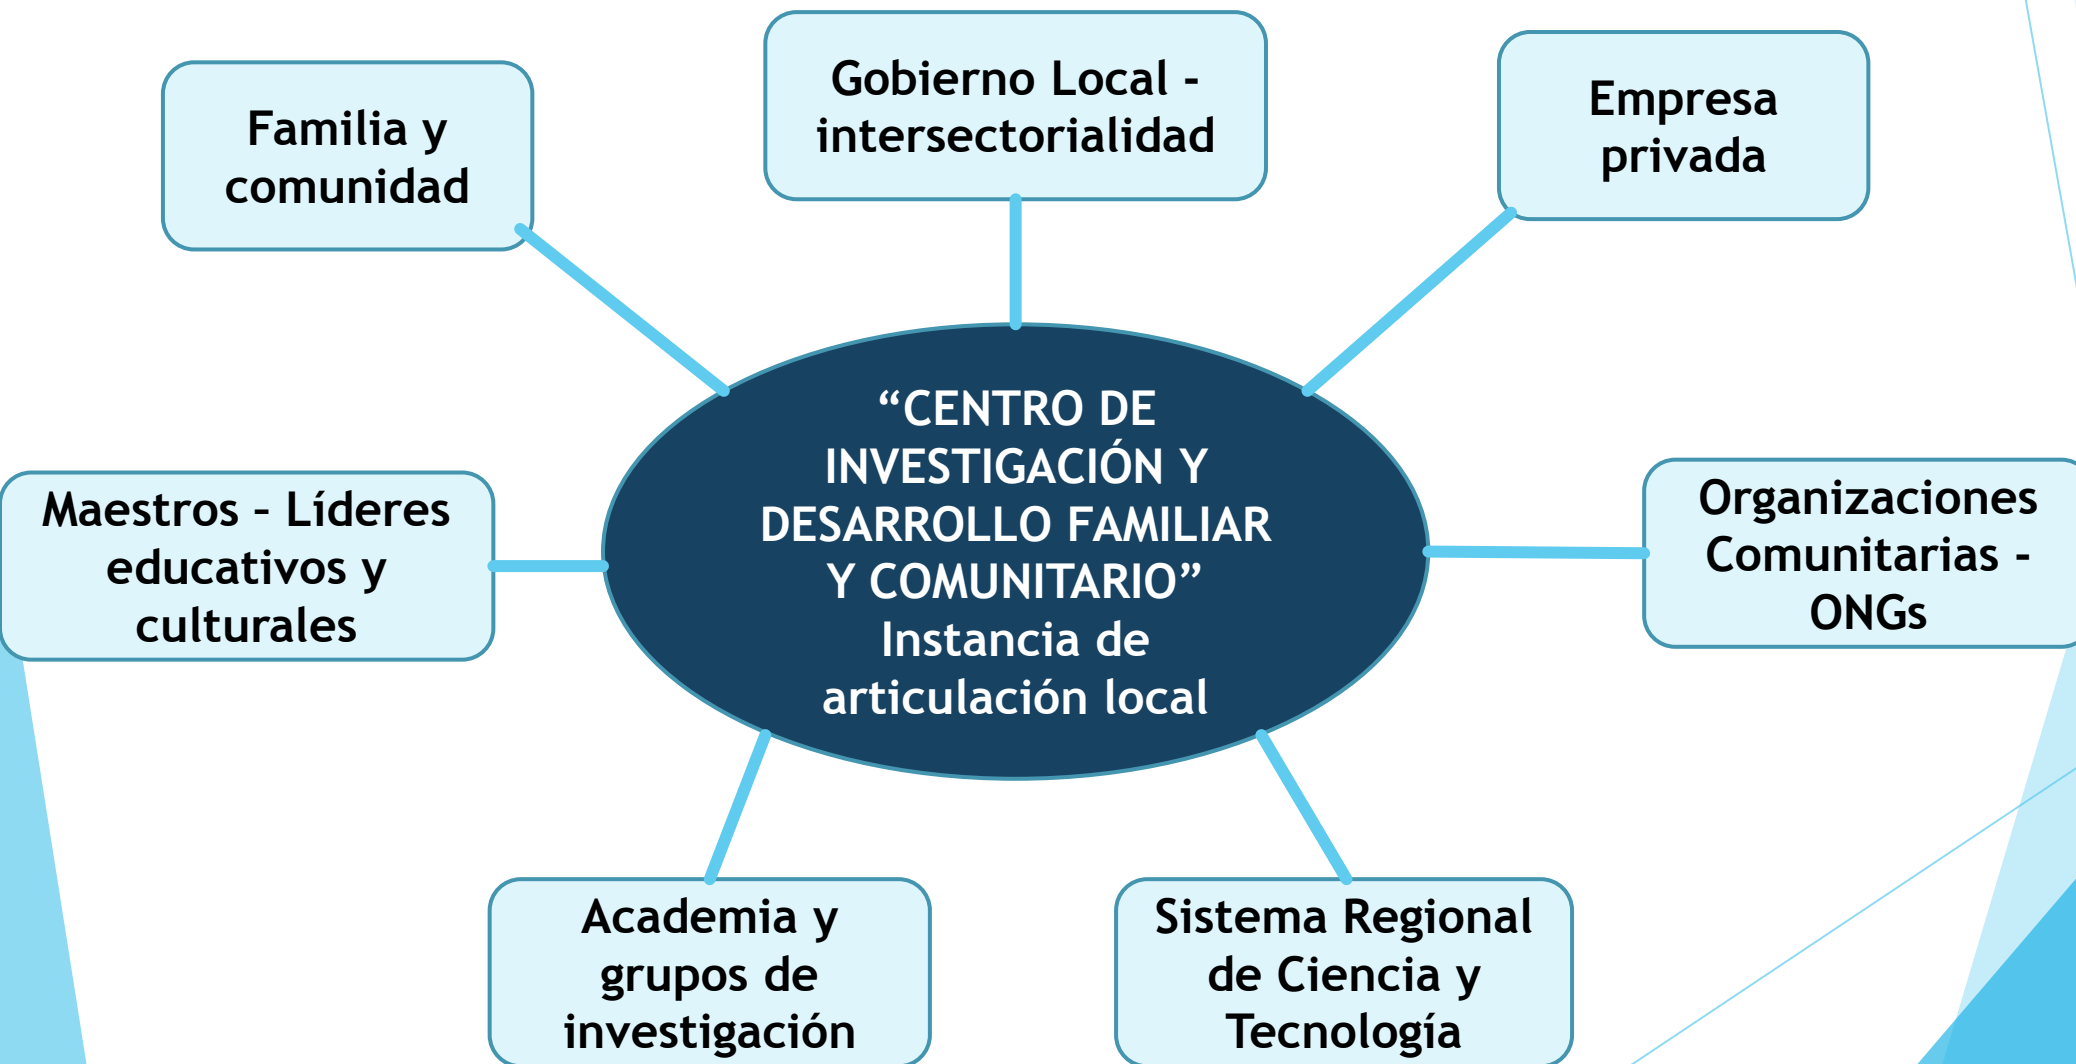 Familia y
comunidad
Gobierno Local -
intersectorialidad
Empresa
privada
Maestros – Líderes
educativos y
culturales
“CENTRO DE
INVESTIGACIÓN Y
DESARROLLO FAMILIAR
Y COMUNITARIO”
Instancia de
articulación local
Organizaciones
Comunitarias -
ONGs
Academia y
grupos de
investigación
Sistema Regional
de Ciencia y
Tecnología